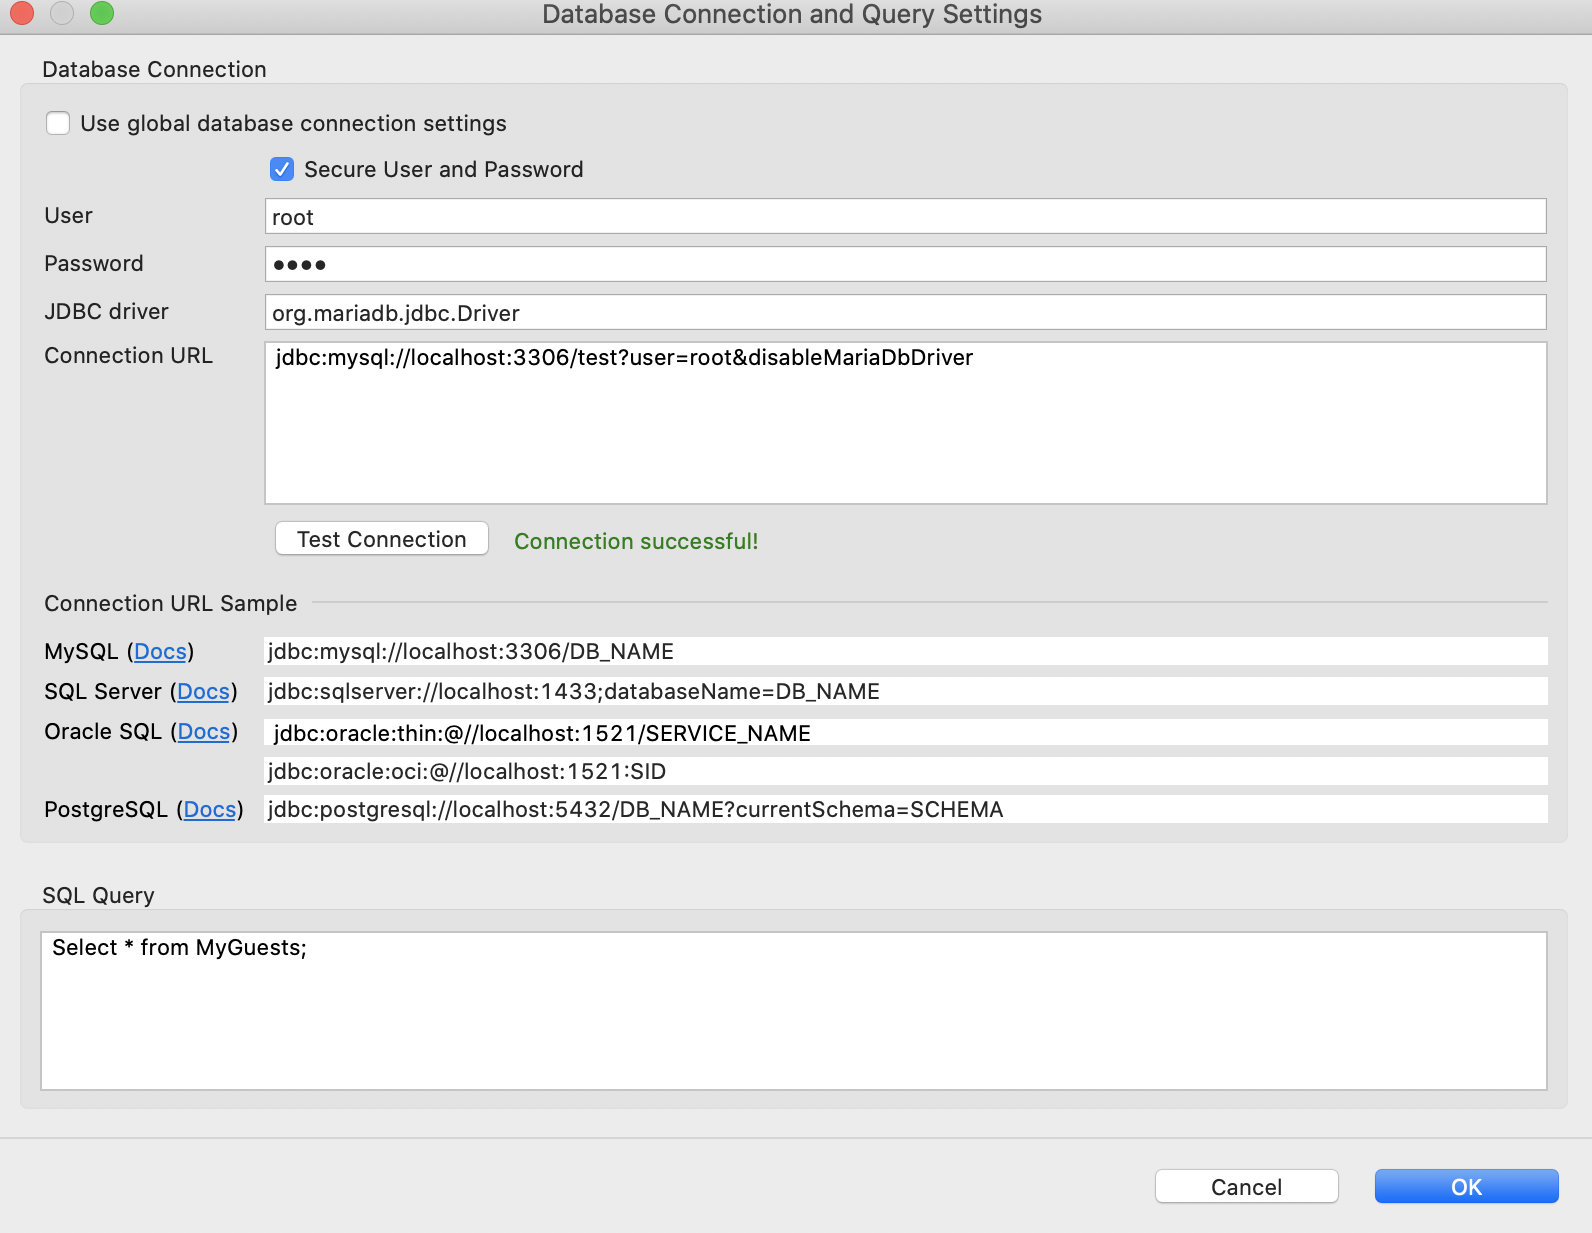 Database Connection and Query Settings
Database Connection
Use global database connection settings
Secure User and Password
User
root
Password
●●●●
JDBC driver
org.mariadb.jdbc.Driver
Connection URL
jdbc:mysql://localhost:3306/test?user=root&disableMariaDbDriver
Test Connection
Connection successful!
Connection URL Sample
MySQL (Docs)
jdbc:mysql://localhost:3306/DB_NAME
SQL Server (Docs)
jdbc:sqlserver://localhost:1433;databaseName=DB_NAME
Oracle SQL (Docs)
jdbc:oracle:thin:@//localhost:1521/SERVICE_NAME
jdbc:oracle:oci:@//localhost:1521:SID
PostgreSQL (Docs)
jdbc:postgresql://localhost:5432/DB_NAME?currentSchema=SCHEMA
SQL Query
Select * from MyGuests;
Cancel
OK